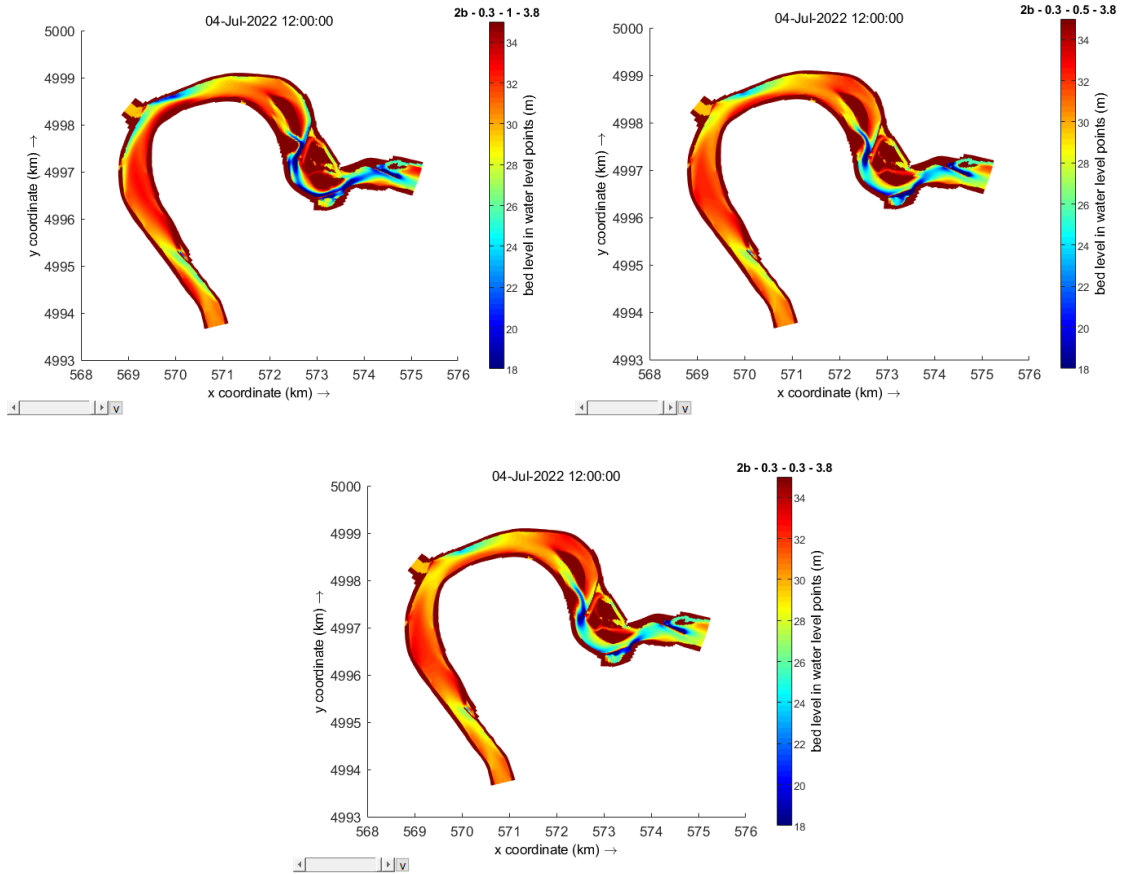 04-Jul-2022 12:00:00
2b - 0.3 - 1 - 3.8
5000
4999
4998
4997
4996
4995
4994
4993
y coordinate (km) →
568 569 570 571 572 573 574 575 576
x coordinate (km) →
34
32
30
28
26
24
22
20
18
bed level in water level points (m)
v
04-Jul-2022 12:00:00
2b - 0.3 - 0.5 - 3.8
5000
4999
4998
4997
4996
4995
4994
4993
y coordinate (km) →
568 569 570 571 572 573 574 575 576
x coordinate (km) →
34
32
30
28
26
24
22
20
18
bed level in water level points (m)
v
04-Jul-2022 12:00:00
2b - 0.3 - 0.3 - 3.8
5000
4999
4998
4997
4996
4995
4994
4993
y coordinate (km) →
568 569 570 571 572 573 574 575 576
x coordinate (km) →
34
32
30
28
26
24
22
20
18
bed level in water level points (m)
v